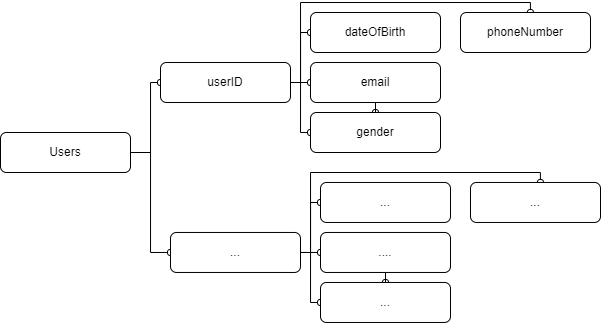 dateOfBirth
phoneNumber
userID
email
gender
Users
...
...
...
....
...